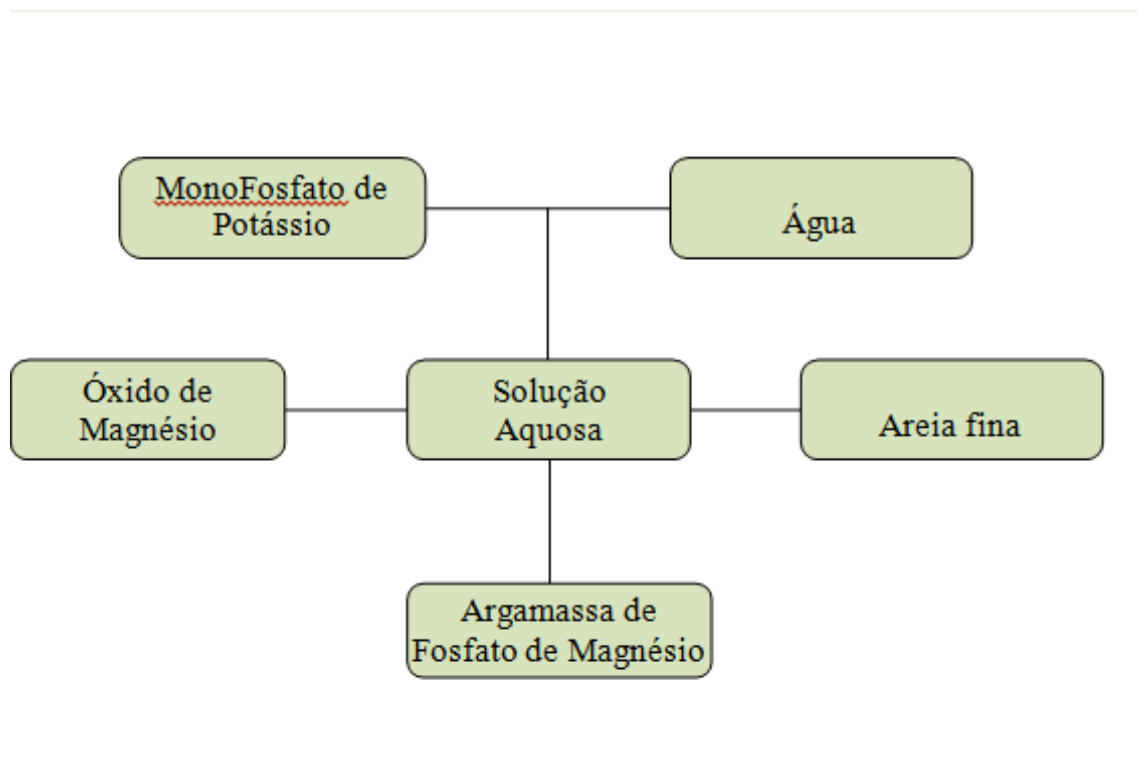 MonoFosfato de
Potássio
Água
Óxido de
Magnésio
Solução
Aquosa
Areia fina
Argamassa de
Fosfato de Magnésio